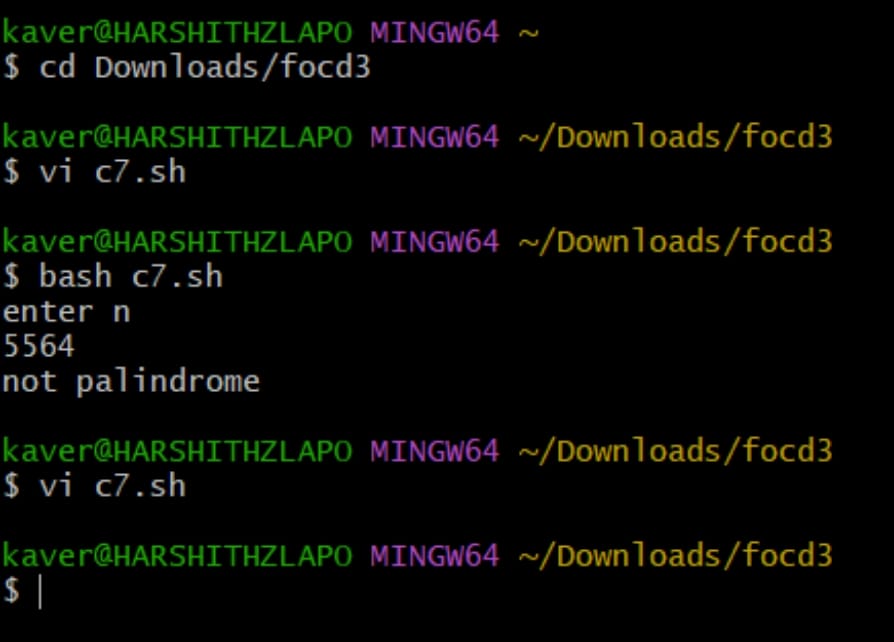 kaver@HARSHITHZLAPO MINGW64 ~
$ cd Downloads/focd3
kaver@HARSHITHZLAPO MINGW64 ~/Downloads/focd3
$ vi c7.sh
kaver@HARSHITHZLAPO MINGW64 ~/Downloads/focd3
$ bash c7.sh
enter n
5564
not palindrome
kaver@HARSHITHZLAPO MINGW64 ~/Downloads/focd3
$ vi c7.sh
kaver@HARSHITHZLAPO MINGW64 ~/Downloads/focd3
$